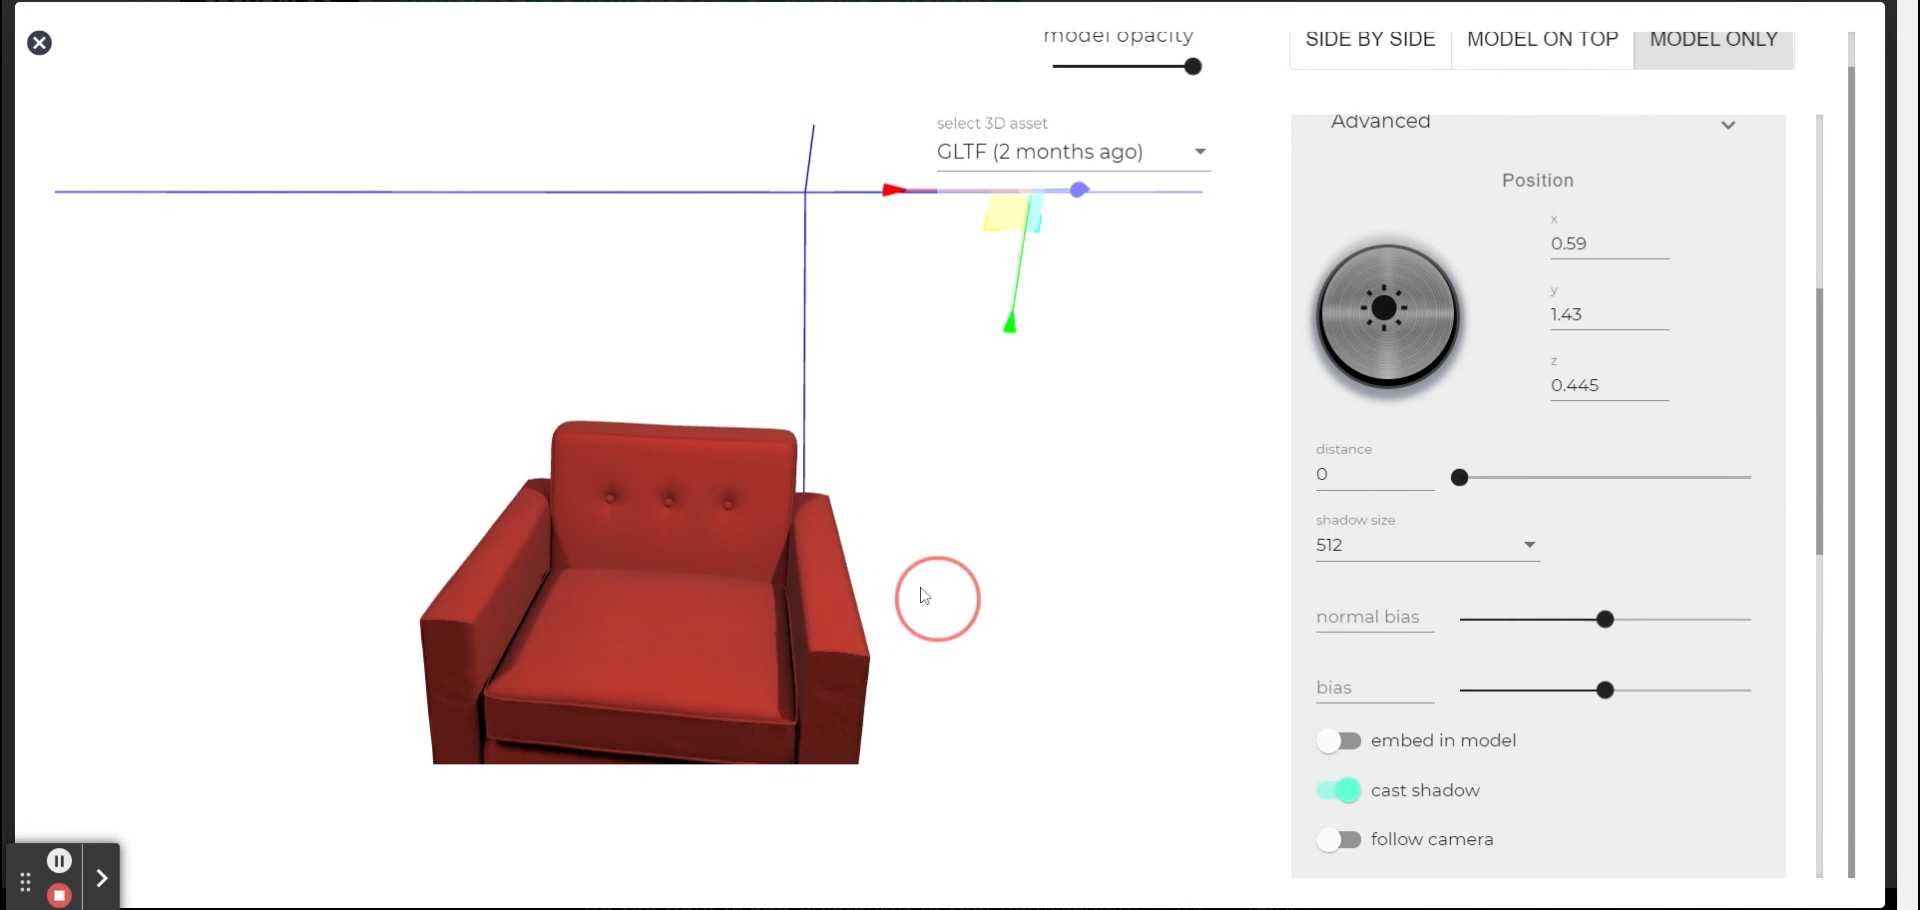 model opacity
SIDE BY SIDE
MODEL ON TOP
MODEL ONLY
select 3D asset
GLTF (2 months ago)
Advanced
Position
x
0.59
y
1.43
z
0.445
distance
0
shadow size
512
normal bias
bias
embed in model
cast shadow
follow camera